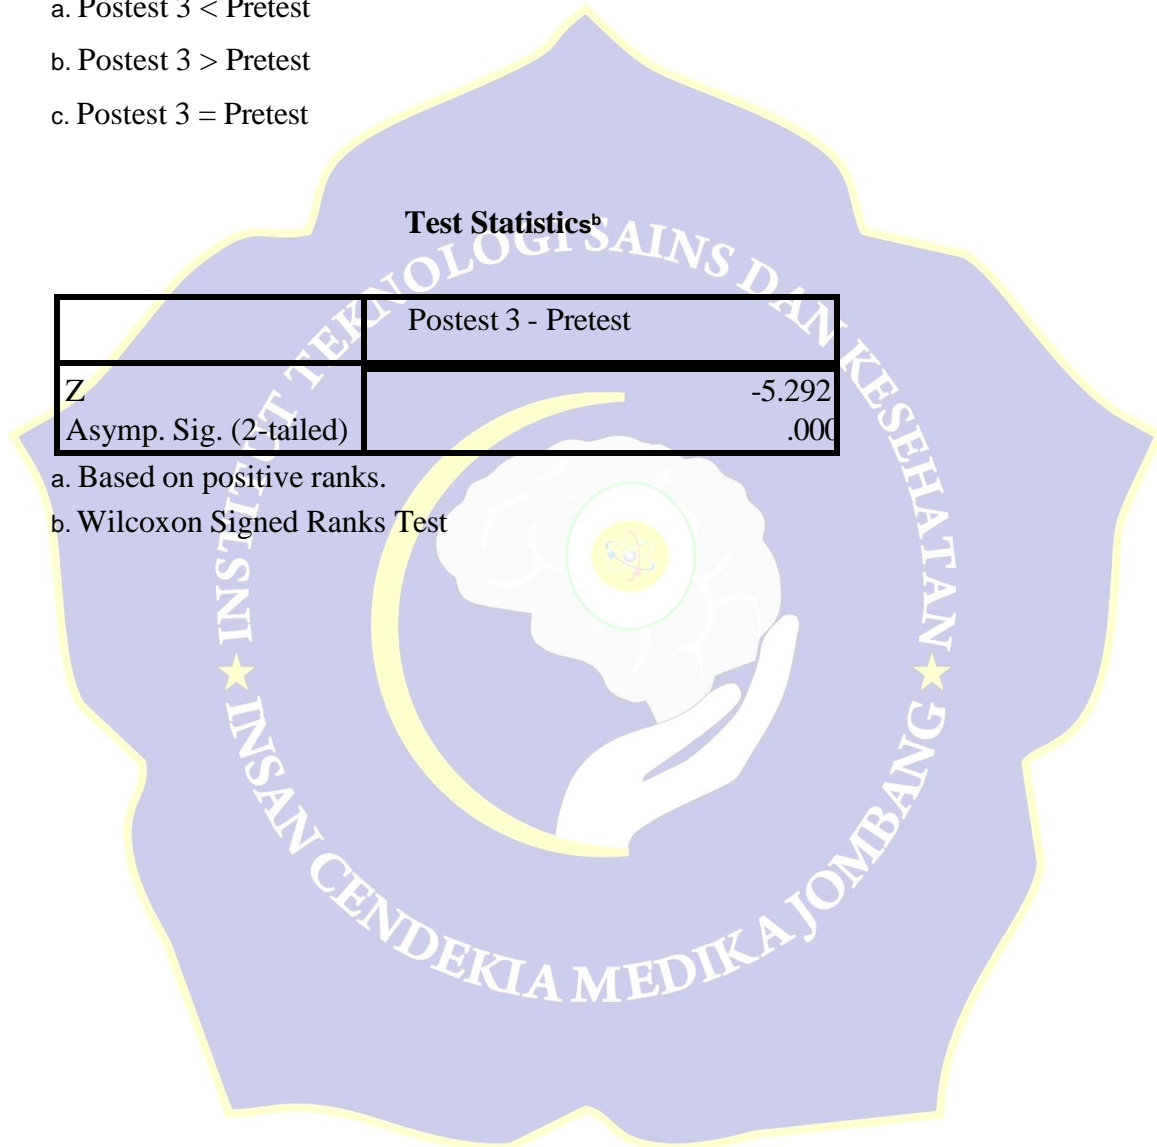 a. Postest 3 < Pretest
b. Postest 3 > Pretest
c. Postest 3 = Pretest
Test Statisticsᵇ
Postest 3 - Pretest
Z -5.292
Asymp. Sig. (2-tailed) .000
a. Based on positive ranks.
b. Wilcoxon Signed Ranks Test
INSTITUT TEKNOLOGI SAINS DAN KESEHATAN
INSAN CENDEKIA MEDIKA JOMBANG